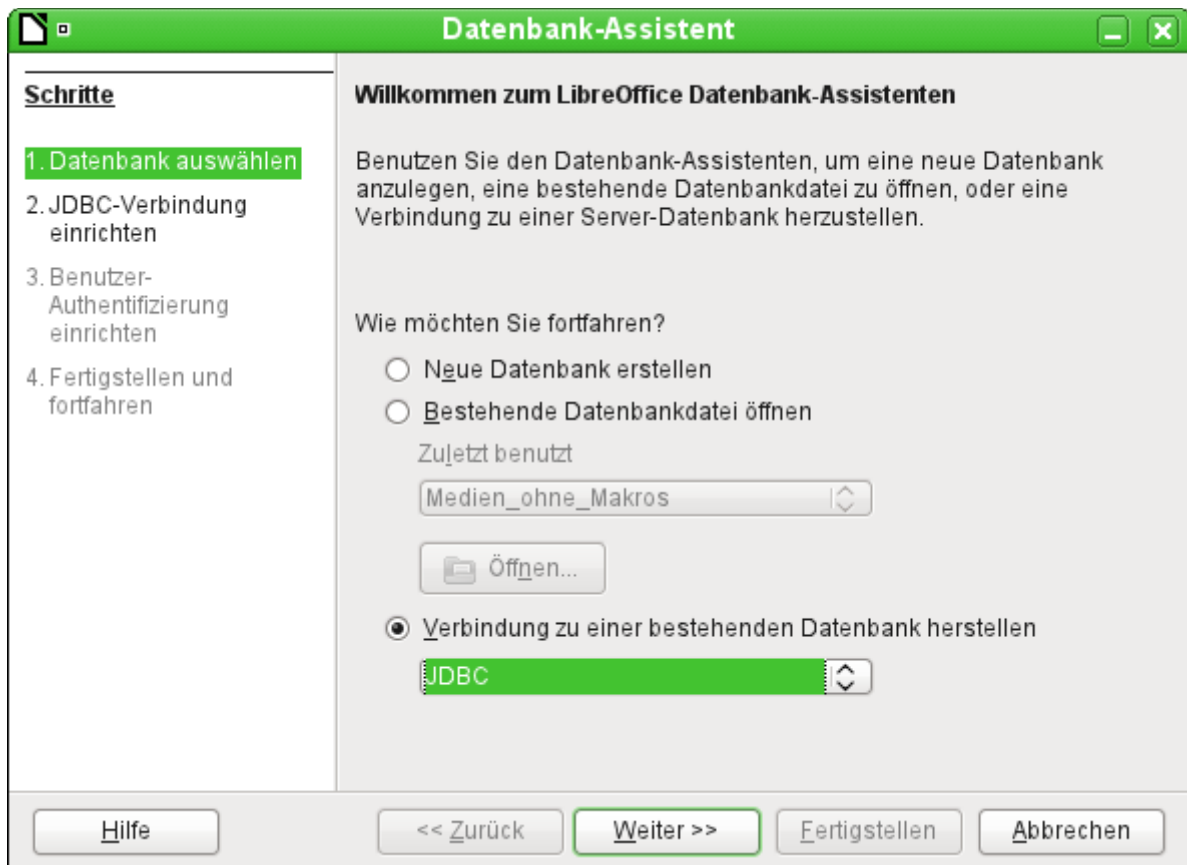 Datenbank-Assistent
Schritte
1. Datenbank auswählen
2. JDBC-Verbindung
einrichten
3. Benutzer-
Authentifizierung
einrichten
4. Fertigstellen und
fortfahren
Willkommen zum LibreOffice Datenbank-Assistenten
Benutzen Sie den Datenbank-Assistenten, um eine neue Datenbank
anzulegen, eine bestehende Datenbankdatei zu öffnen, oder eine
Verbindung zu einer Server-Datenbank herzustellen.
Wie möchten Sie fortfahren?
Neue Datenbank erstellen
Bestehende Datenbankdatei öffnen
Zuletzt benutzt
Medien_ohne_Makros
Öffnen...
Verbindung zu einer bestehenden Datenbank herstellen
JDBC
Hilfe
<< Zurück
Weiter >>
Fertigstellen
Abbrechen